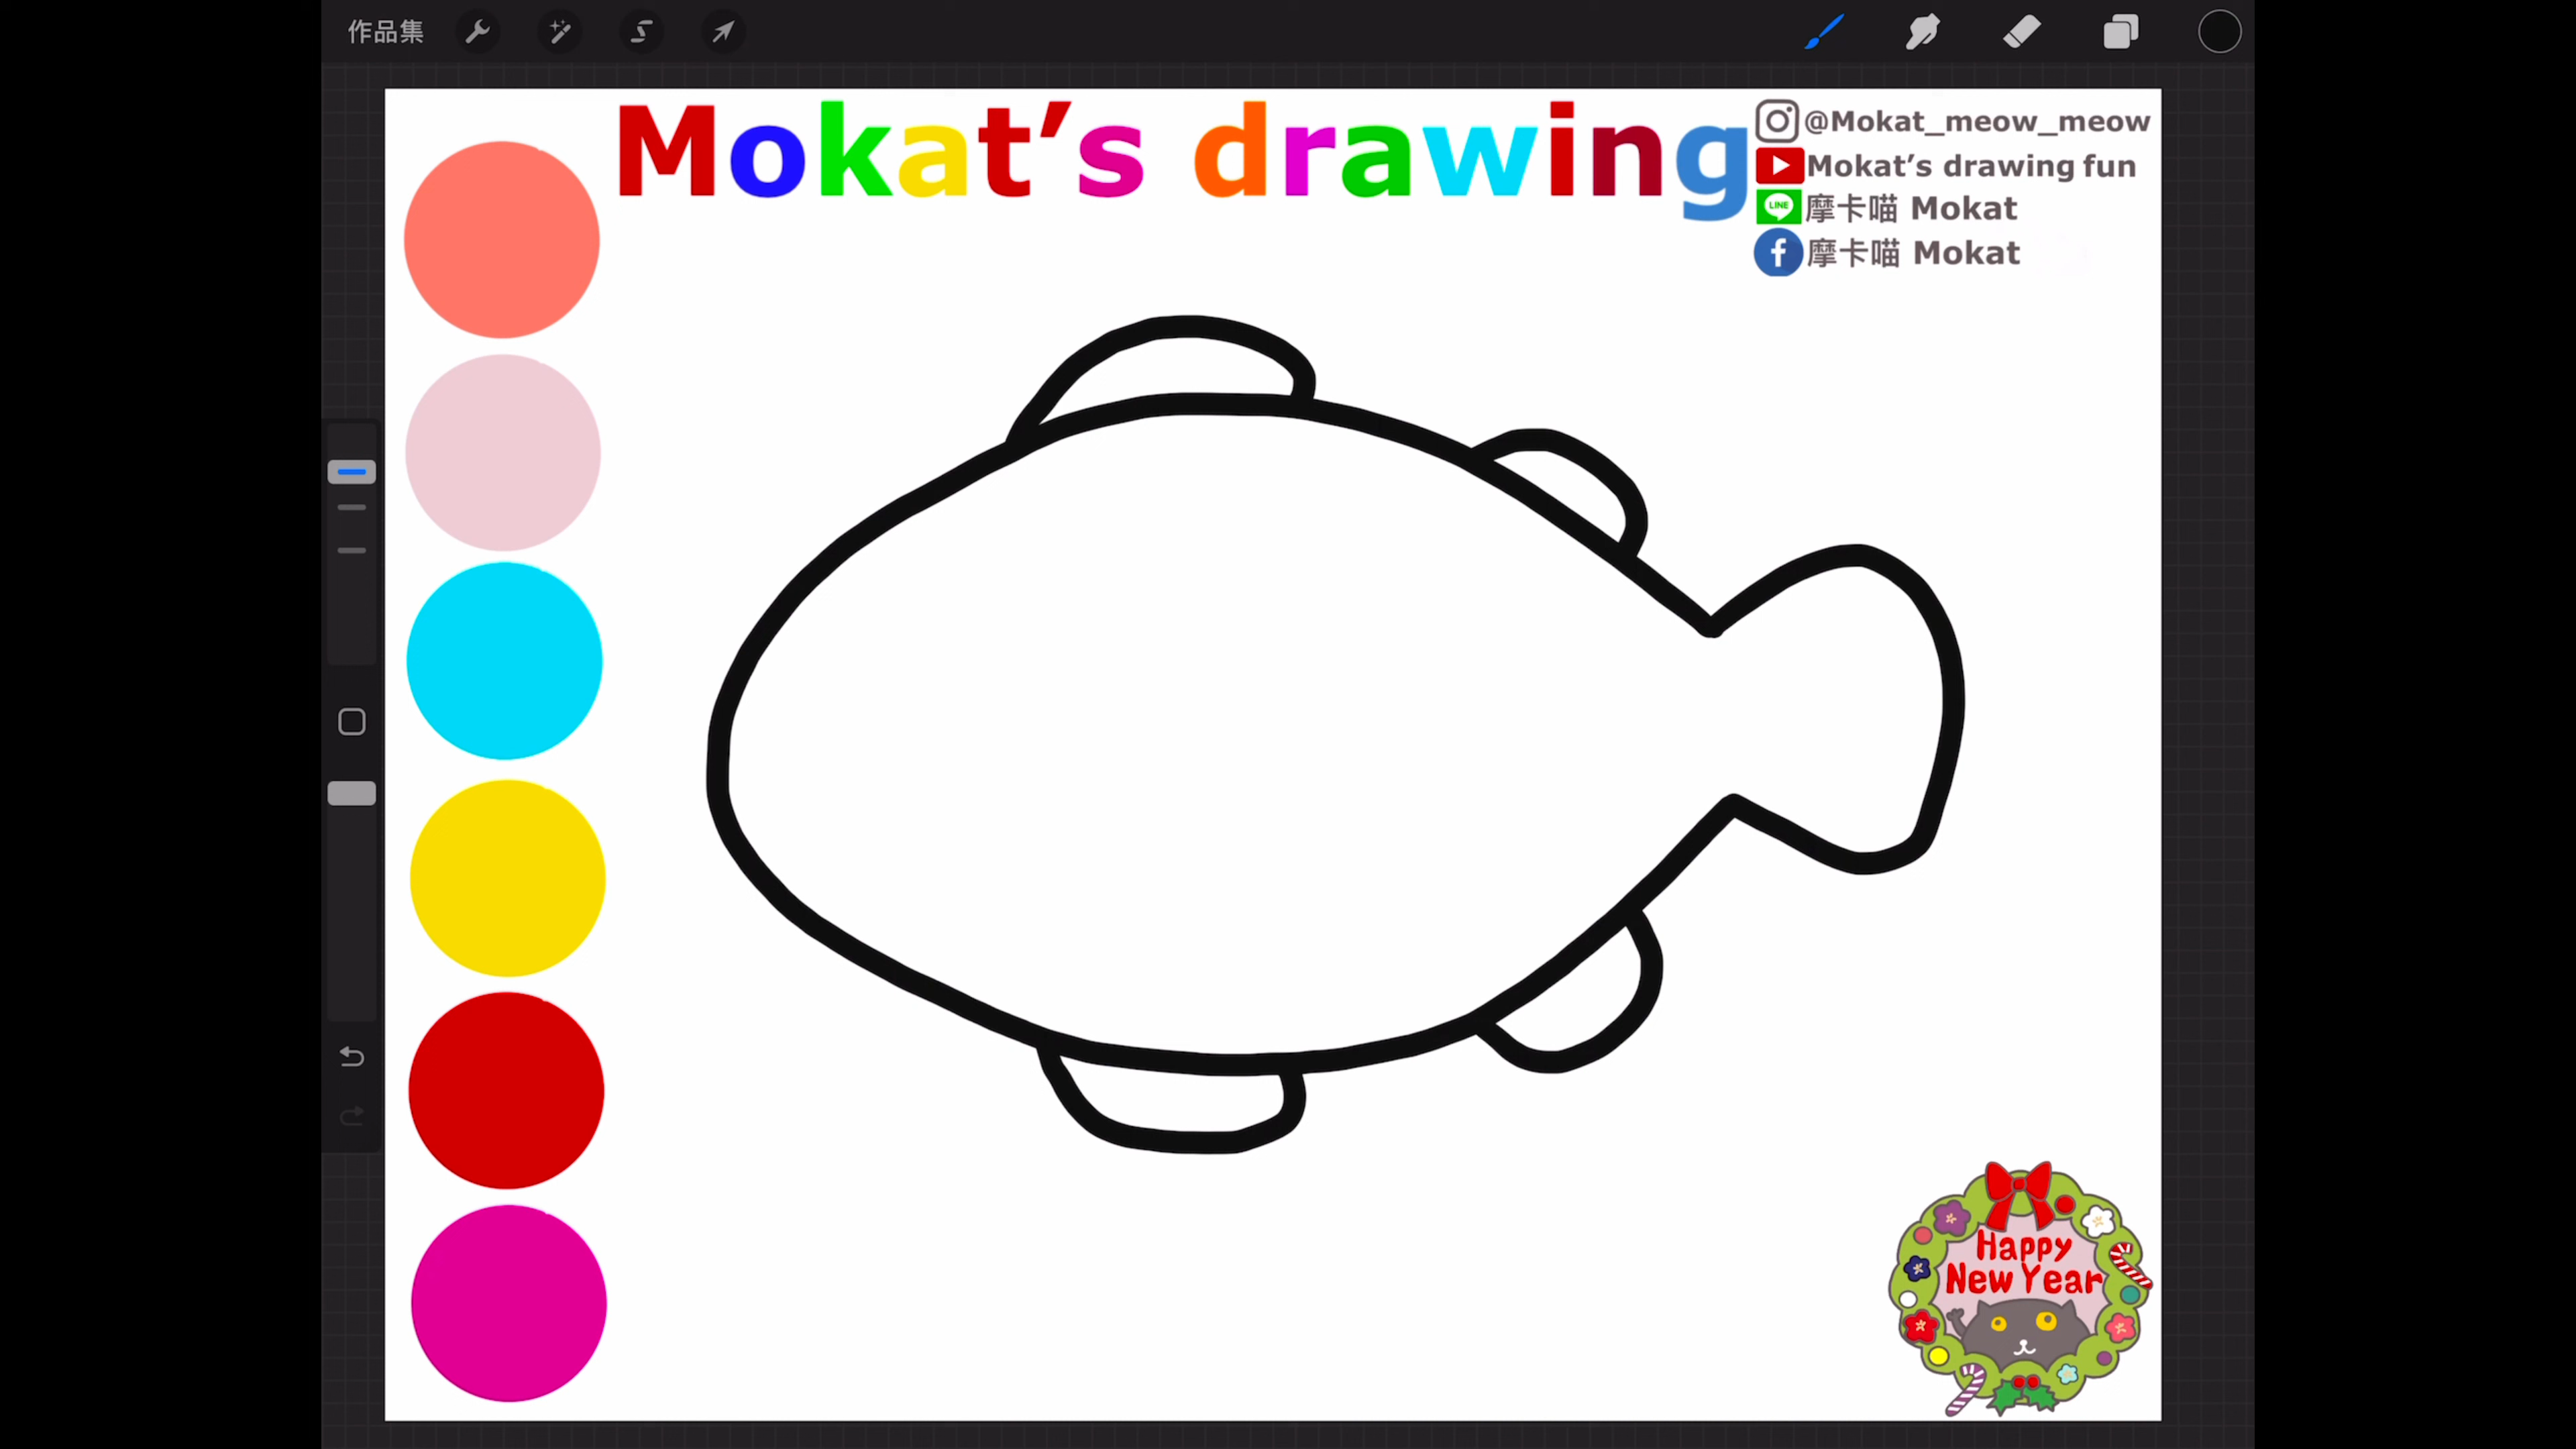 作品集
Mokat's drawing
@Mokat_meow_meow
Mokat's drawing fun
LINE
摩卡喵 Mokat
f
摩卡喵 Mokat
Happy
New Year